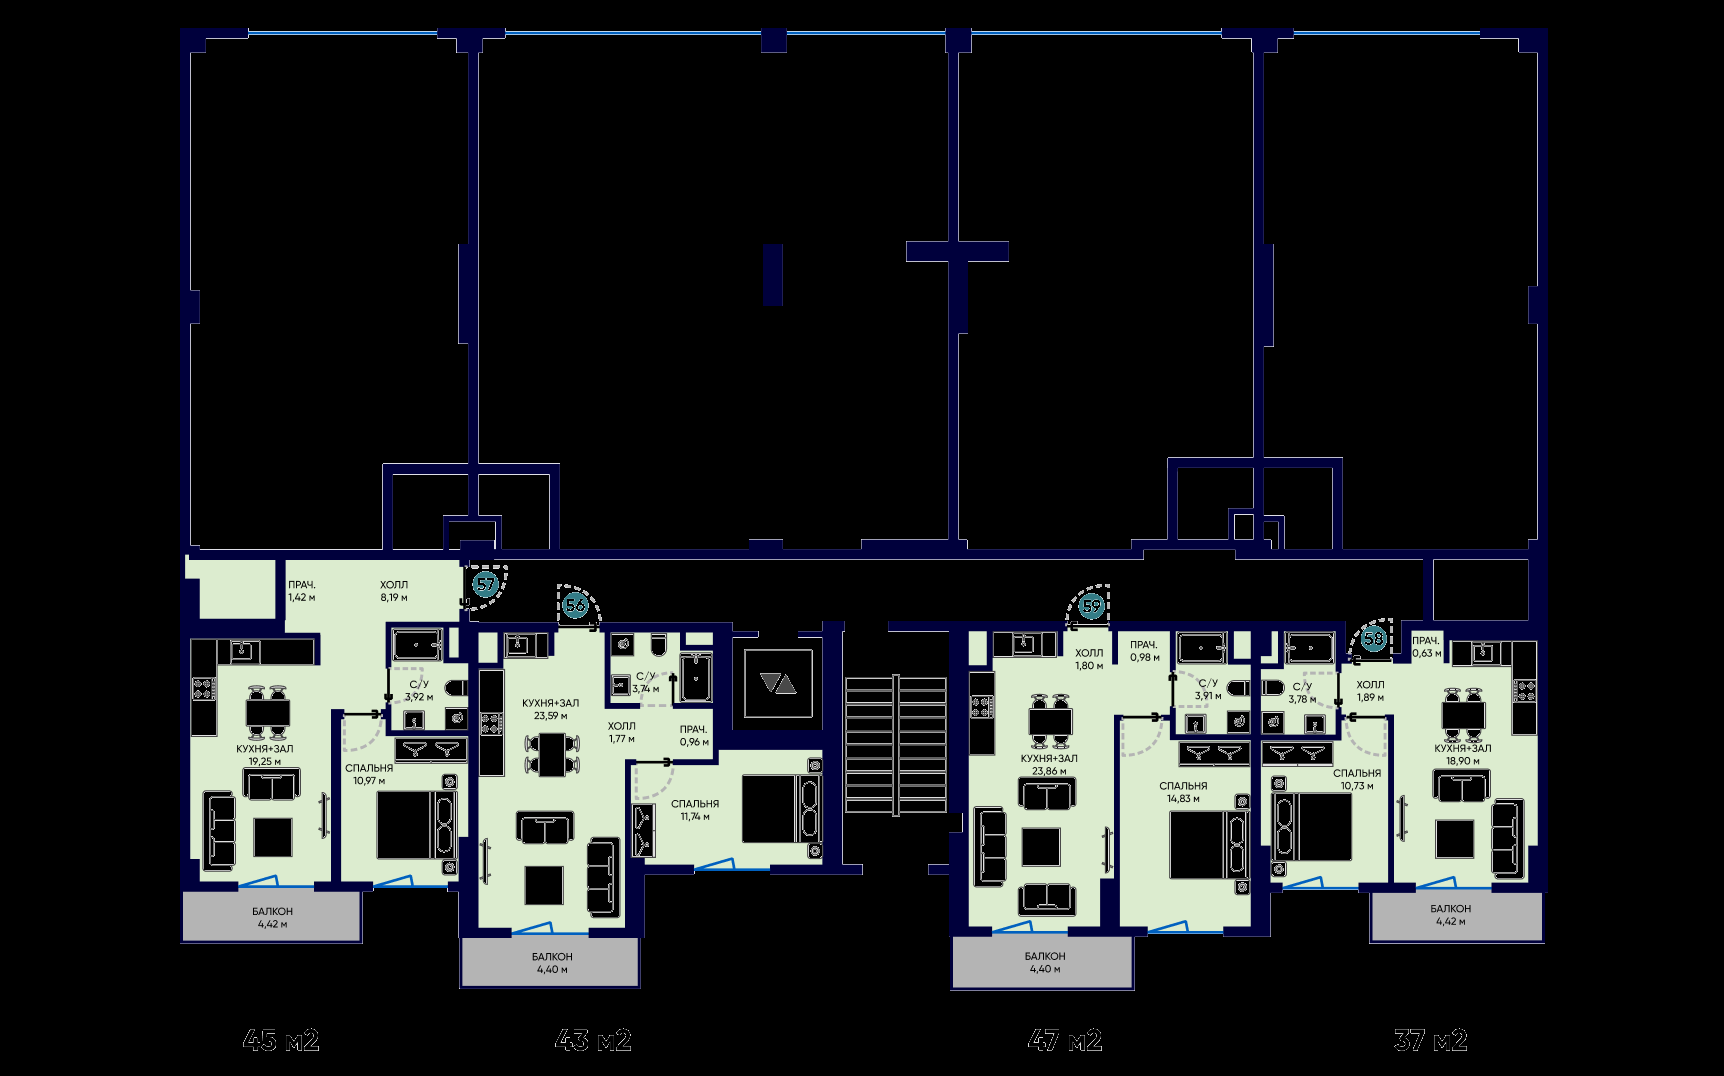 57
56
59
58
ПРАЧ.
1,42 м
ХОЛЛ
8,19 м
С/У
3,92 м
КУХНЯ+ЗАЛ
19,25 м
СПАЛЬНЯ
10,97 м
БАЛКОН
4,42 м
С/У
3,74 м
КУХНЯ+ЗАЛ
23,59 м
ХОЛЛ
1,77 м
ПРАЧ.
0,96 м
СПАЛЬНЯ
11,74 м
БАЛКОН
4,40 м
ХОЛЛ
1,80 м
ПРАЧ.
0,98 м
С/У
3,91 м
КУХНЯ+ЗАЛ
23,86 м
СПАЛЬНЯ
14,83 м
БАЛКОН
4,40 м
ПРАЧ.
0,63 м
С/У
3,78 м
ХОЛЛ
1,89 м
КУХНЯ+ЗАЛ
18,90 м
СПАЛЬНЯ
10,73 м
БАЛКОН
4,42 м
45 м2
43 м2
47 м2
37 м2